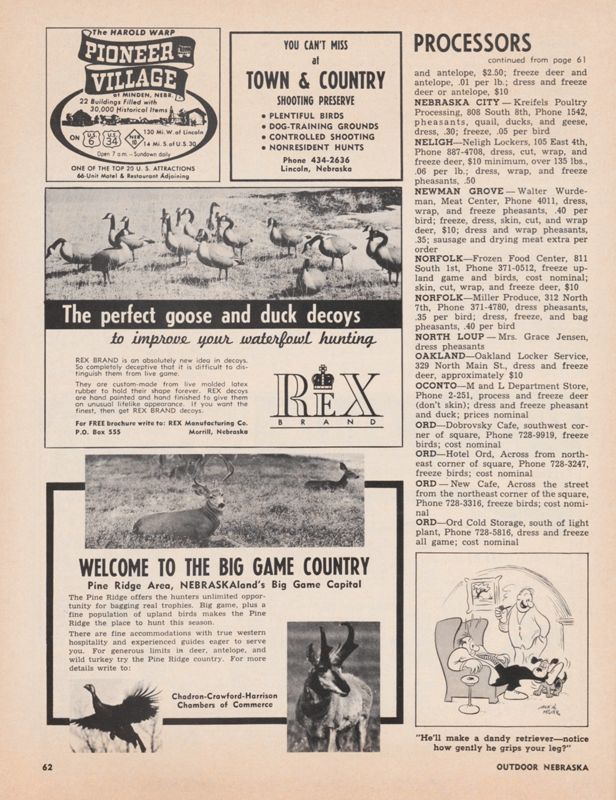 The HAROLD WARP
PIONEER
VILLAGE
at MINDEN, NEBR.
22 Buildings Filled with
30,000 Historical Items
ON U.S. 6 U.S. 34 NEB 10
130 Mi. W. of Lincoln
14 Mi. S. of U.S. 30
Open 7 a.m. - Sundown daily
ONE OF THE TOP 20 U. S. ATTRACTIONS
66-Unit Motel & Restaurant Adjoining
YOU CAN'T MISS
at
TOWN & COUNTRY
SHOOTING PRESERVE
• PLENTIFUL BIRDS
• DOG-TRAINING GROUNDS
• CONTROLLED SHOOTING
• NONRESIDENT HUNTS
Phone 434-2636
Lincoln, Nebraska
The perfect goose and duck decoys
to improve your waterfowl hunting
REX BRAND is an absolutely new idea in decoys.
So completely deceptive that it is difficult to dis-
tinguish them from live game.
They are custom-made from live molded latex
rubber to hold their shape forever. REX decoys
are hand painted and hand finished to give them
an unusual lifelike appearance. If you want the
finest, then get REX BRAND decoys.
For FREE brochure write to: REX Manufacturing Co.
P.O. Box 555 Morrill, Nebraska
REX
BRAND
WELCOME TO THE BIG GAME COUNTRY
Pine Ridge Area, NEBRASKAland's Big Game Capital
The Pine Ridge offers the hunters unlimited oppor-
tunity for bagging real trophies. Big game, plus a
fine population of upland birds makes the Pine
Ridge the place to hunt this season.
There are fine accommodations with true western
hospitality and experienced guides eager to serve
you. For generous limits in deer, antelope, and
wild turkey try the Pine Ridge country. For more
details write to:
Chadron-Crawford-Harrison
Chambers of Commerce
PROCESSORS
continued from page 61
and antelope, $2.50; freeze deer and
antelope, .01 per lb.; dress and freeze
deer or antelope, $10
NEBRASKA CITY—Kreifels Poultry
Processing, 808 South 8th, Phone 1542,
pheasants, quail, ducks, and geese,
dress, .30; freeze, .05 per bird
NELIGH—Neligh Lockers, 105 East 4th,
Phone 887-4708, dress, cut, wrap, and
freeze deer, $10 minimum, over 135 lbs.,
.06 per lb.; dress, wrap, and freeze
pheasants, .50
NEWMAN GROVE—Walter Wurde-
man, Meat Center, Phone 4011, dress,
wrap, and freeze pheasants, .40 per
bird; freeze, dress, skin, cut, and wrap
deer, $10; dress and wrap pheasants,
.35; sausage and drying meat extra per
order
NORFOLK—Frozen Food Center, 811
South 1st, Phone 371-0512, freeze up-
land game and birds, cost nominal;
skin, cut, wrap, and freeze deer, $10
NORFOLK—Miller Produce, 312 North
7th, Phone 371-4780, dress pheasants,
.35 per bird; dress, freeze, and bag
pheasants, .40 per bird
NORTH LOUP—Mrs. Grace Jensen,
dress pheasants
OAKLAND—Oakland Locker Service,
329 North Main St., dress and freeze
deer, approximately $10
OCONTO—M and L Department Store,
Phone 2-251, process and freeze deer
(don't skin); dress and freeze pheasant
and duck; prices nominal
ORD—Dobrovsky Cafe, southwest cor-
ner of square, Phone 728-9919, freeze
birds; cost nominal
ORD—Hotel Ord, Across from north-
east corner of square, Phone 728-3247,
freeze birds; cost nominal
ORD—New Cafe, Across the street
from the northeast corner of the square,
Phone 728-3316, freeze birds; cost nomi-
nal
ORD—Ord Cold Storage, south of light
plant, Phone 728-5816, dress and freeze
all game; cost nominal
"He'll make a dandy retriever—notice
how gently he grips your leg?"
62
OUTDOOR NEBRASKA